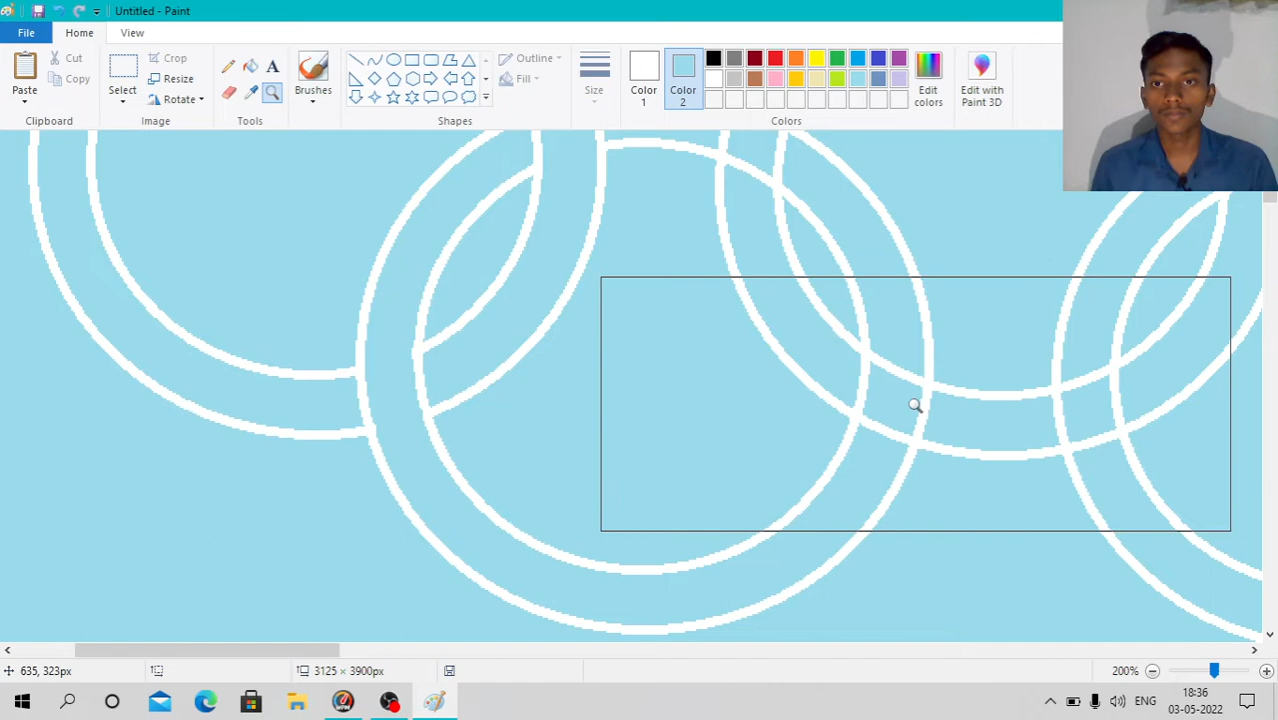 Untitled - Paint
File Home View
Paste
Cut
Copy
Clipboard
Select
Crop
Resize
Rotate
Image
A
Tools
Brushes
Outline
Fill
Shapes
Size
Color 1
Color 2
Edit colors
Colors
Edit with Paint 3D
635, 323px
3125 × 3900px
200%
ENG
18:36
03-05-2022